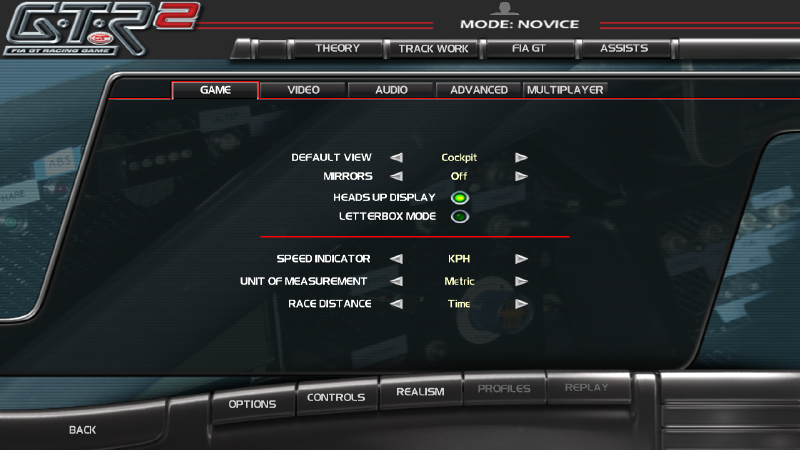 GTR2
FIA GT RACING GAME
MODE: NOVICE
THEORY TRACK WORK FIA GT ASSISTS
GAME VIDEO AUDIO ADVANCED MULTIPLAYER
ABS
DEFAULT VIEW Cockpit
MIRRORS Off
HEADS UP DISPLAY
LETTERBOX MODE
SPEED INDICATOR KPH
UNIT OF MEASUREMENT Metric
RACE DISTANCE Time
OPTIONS CONTROLS REALISM PROFILES REPLAY
BACK